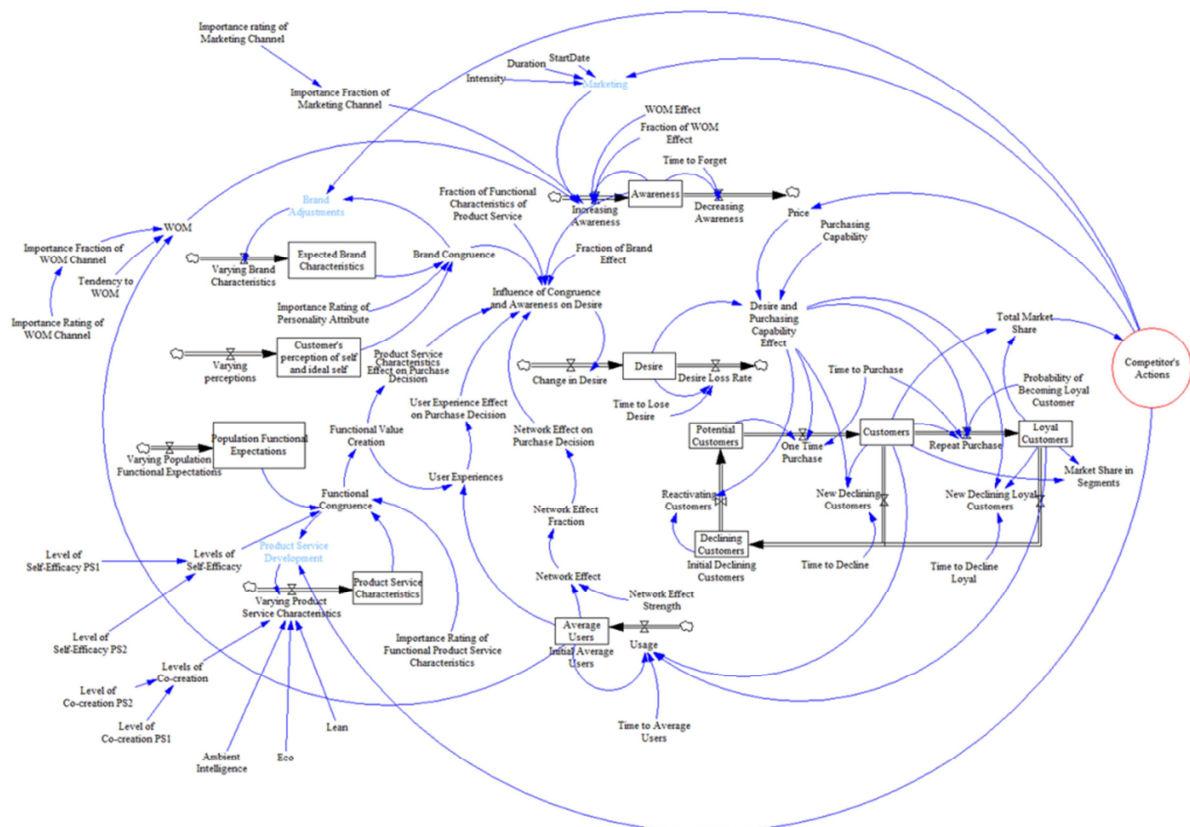 Importance rating of
Marketing Channel
StartDate
Duration
Intensity
Marketing
Importance Fraction of
Marketing Channel
WOM Effect
Fraction of WOM
Effect
Time to Forget
Awareness
Increasing
Awareness
Decreasing
Awareness
Fraction of Functional
Characteristics of
Product Service
Brand
Adjustments
Price
Purchasing
Capability
WOM
Importance Fraction of
WOM Channel
Tendency to
WOM
Importance Rating of
WOM Channel
Expected Brand
Characteristics
Varying Brand
Characteristics
Brand Congruence
Fraction of Brand
Effect
Influence of Congruence
and Awareness on Desire
Importance Rating of
Personality Attribute
Desire and
Purchasing
Capability
Effect
Total Market
Share
Competitor's
Actions
Customer's
perception of self
and ideal self
Varying
perceptions
Product Service
Characteristics
Effect on Purchase
Decision
Change in Desire
Desire
Desire Loss Rate
Time to Lose
Desire
Time to Purchase
Probability of
Becoming Loyal
Customer
User Experience Effect
on Purchase Decision
Network Effect on
Purchase Decision
Potential
Customers
One Time
Purchase
Customers
Repeat Purchase
Loyal
Customers
Population Functional
Expectations
Varying Population
Functional Expectations
Functional Value
Creation
User Experiences
Market Share in
Segments
Reactivating
Customers
New Declining
Customers
New Declining Loyal
Customers
Functional
Congruence
Network Effect
Fraction
Declining
Customers
Initial Declining
Customers
Time to Decline
Time to Decline
Loyal
Level of
Self-Efficacy PS1
Levels of
Self-Efficacy
Product Service
Development
Product Service
Characteristics
Varying Product
Service Characteristics
Network Effect
Network Effect
Strength
Level of
Self-Efficacy PS2
Importance Rating of
Functional Product Service
Characteristics
Average
Users
Initial Average
Users
Usage
Levels of
Co-creation
Level of
Co-creation PS2
Level of
Co-creation PS1
Ambient
Intelligence
Eco
Lean
Time to Average
Users